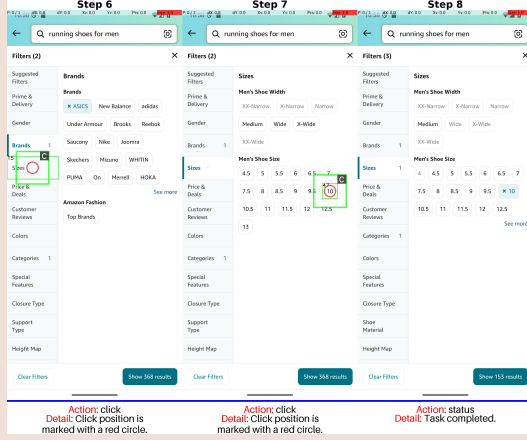 Step 6
running shoes for men
Filters (2)
Suggested
Filters
Prime &
Delivery
Gender
Brands 1
Sizes
Price &
Deals
Customer
Reviews
Colors
Categories 1
Special
Features
Closure Type
Support
Type
Height Map
Brands
Brands
× ASICS New Balance adidas
Under Armour Brooks Reebok
Saucony Nike Joomra
Skechers Mizuno WHITIN
PUMA On Merrell HOKA
See more
Amazon Fashion
Top Brands
C
Clear Filters
Show 368 results
Action: click
Detail: Click position is
marked with a red circle.
Step 7
running shoes for men
Filters (2)
Suggested
Filters
Prime &
Delivery
Gender
Brands 1
Sizes
Price &
Deals
Customer
Reviews
Colors
Categories 1
Special
Features
Closure Type
Support
Type
Height Map
Sizes
Men's Shoe Width
XX-Narrow X-Narrow Narrow
Medium Wide X-Wide
XX-Wide
Men's Shoe Size
4.5 5 5.5 6 6.5 7
7.5 8 8.5 9 9.5 10
10.5 11 11.5 12 12.5
13
C
Clear Filters
Show 368 results
Action: click
Detail: Click position is
marked with a red circle.
Step 8
running shoes for men
Filters (3)
Suggested
Filters
Prime &
Delivery
Gender
Brands 1
Sizes 1
Price &
Deals
Customer
Reviews
Categories 1
Colors
Special
Features
Closure Type
Shoe
Material
Height Map
Sizes
Men's Shoe Width
XX-Narrow X-Narrow Narrow
Medium Wide X-Wide
XX-Wide
Men's Shoe Size
4 4.5 5 5.5 6 6.5 7
7.5 8 8.5 9 9.5 × 10
10.5 11 11.5 12 12.5
See more
Clear Filters
Show 153 results
Action: status
Detail: Task completed.